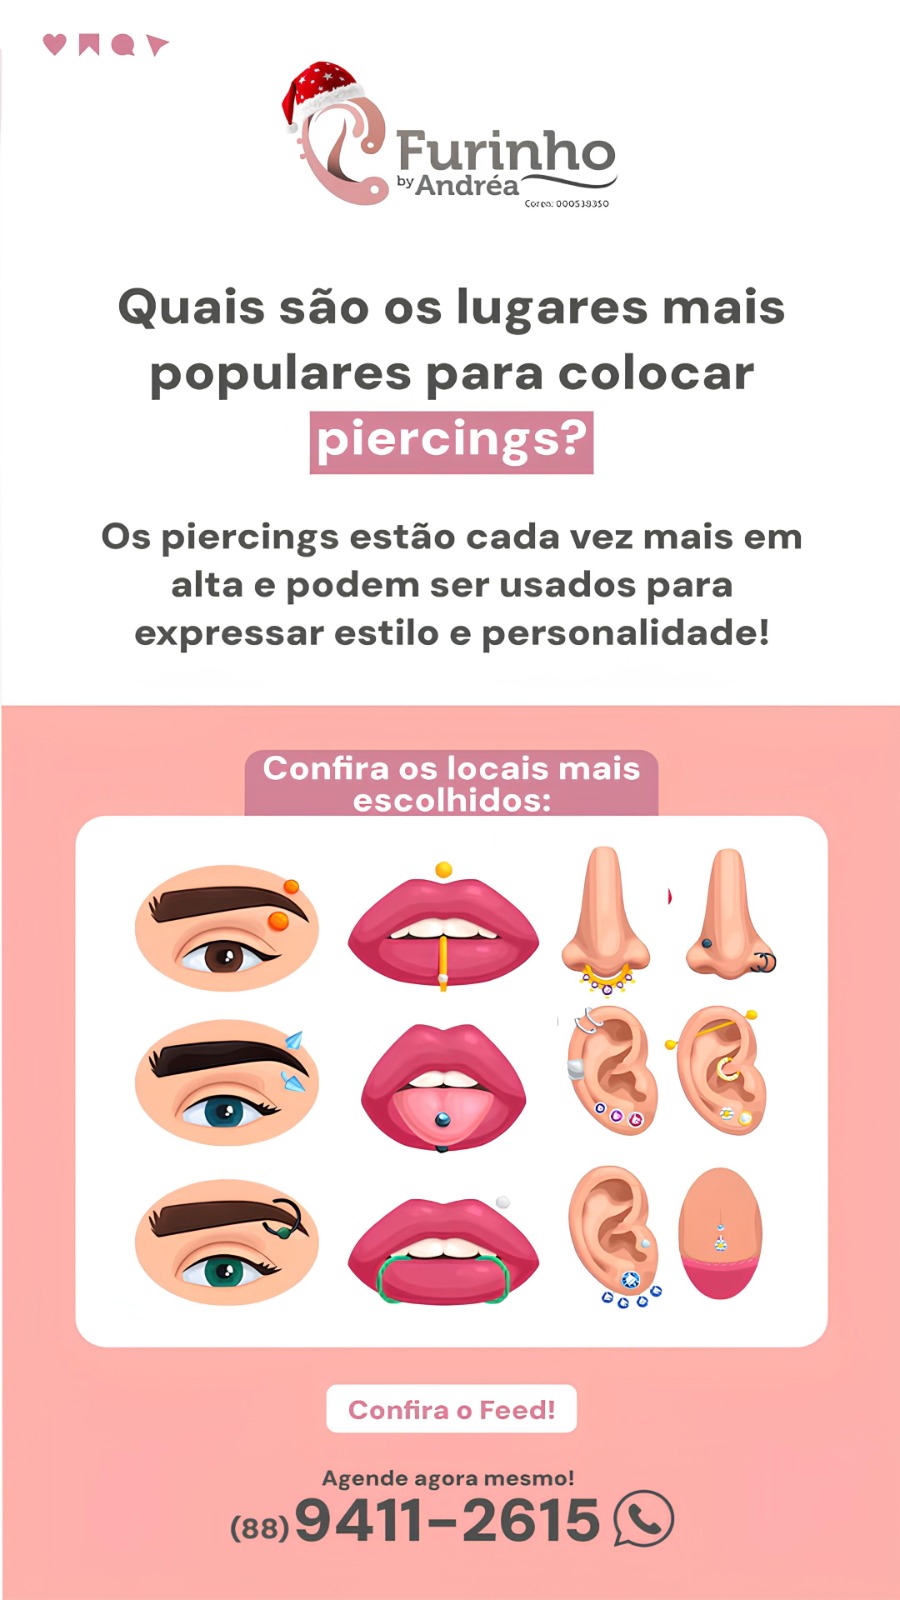 Furinho
by Andréa
Coren: 000538350
Quais são os lugares mais
populares para colocar
piercings?
Os piercings estão cada vez mais em
alta e podem ser usados para
expressar estilo e personalidade!
Confira os locais mais
escolhidos:
Confira o Feed!
Agende agora mesmo!
(88) 9411-2615